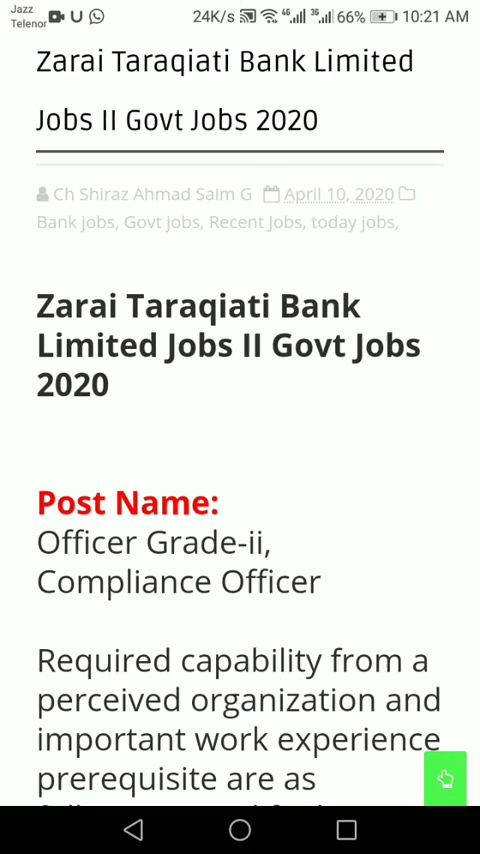 Jazz
Telenor
24K/s 4G 3G 66% 10:21 AM
Zarai Taraqiati Bank Limited
Jobs II Govt Jobs 2020
Ch Shiraz Ahmad Saim G April 10, 2020
Bank jobs, Govt jobs, Recent Jobs, today jobs,
Zarai Taraqiati Bank
Limited Jobs II Govt Jobs
2020
Post Name:
Officer Grade-ii,
Compliance Officer
Required capability from a
perceived organization and
important work experience
prerequisite are as